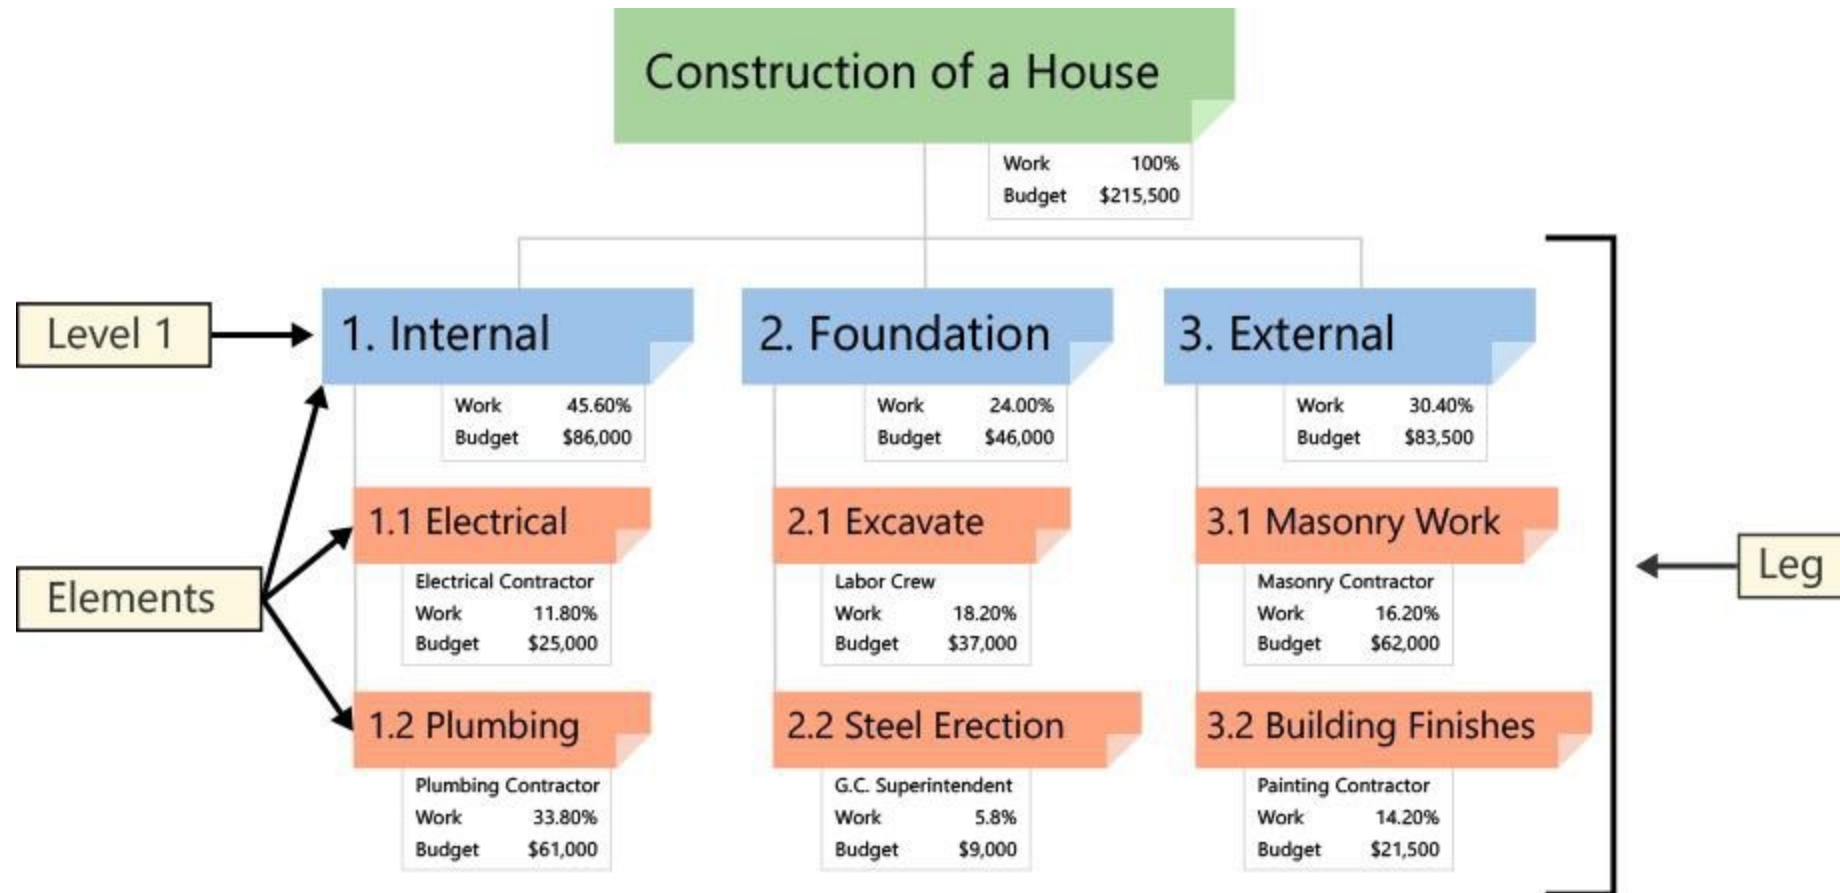 Construction of a House
Work 100%
Budget $215,500
Level 1
1. Internal
Work 45.60%
Budget $86,000
2. Foundation
Work 24.00%
Budget $46,000
3. External
Work 30.40%
Budget $83,500
Elements
1.1 Electrical
Electrical Contractor
Work 11.80%
Budget $25,000
1.2 Plumbing
Plumbing Contractor
Work 33.80%
Budget $61,000
2.1 Excavate
Labor Crew
Work 18.20%
Budget $37,000
2.2 Steel Erection
G.C. Superintendent
Work 5.8%
Budget $9,000
3.1 Masonry Work
Masonry Contractor
Work 16.20%
Budget $62,000
3.2 Building Finishes
Painting Contractor
Work 14.20%
Budget $21,500
Leg